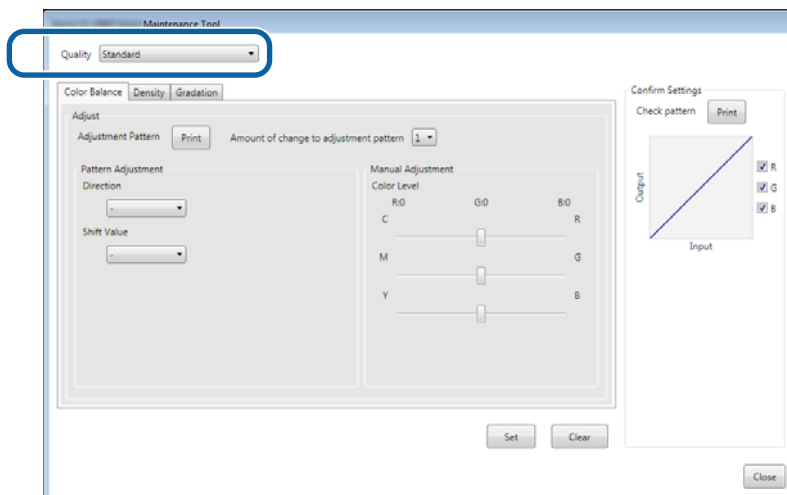 Maintenance Tool
Quality Standard
Color Balance Density Gradation
Adjust
Adjustment Pattern Print Amount of change to adjustment pattern 1
Pattern Adjustment
Direction
-
Shift Value
-
Manual Adjustment
Color Level
R:0 G:0 B:0
C R
M G
Y B
Confirm Settings
Check pattern Print
Output
R
G
B
Input
Set Clear
Close